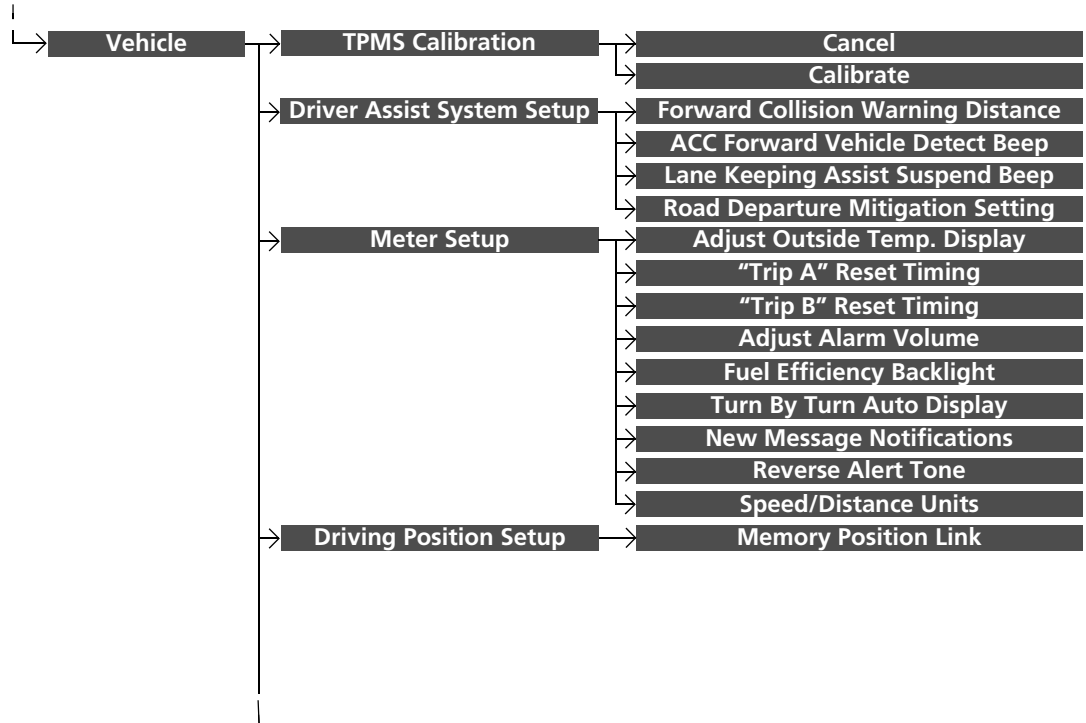 Vehicle
TPMS Calibration
Cancel
Calibrate
Driver Assist System Setup
Forward Collision Warning Distance
ACC Forward Vehicle Detect Beep
Lane Keeping Assist Suspend Beep
Road Departure Mitigation Setting
Meter Setup
Adjust Outside Temp. Display
“Trip A” Reset Timing
“Trip B” Reset Timing
Adjust Alarm Volume
Fuel Efficiency Backlight
Turn By Turn Auto Display
New Message Notifications
Reverse Alert Tone
Speed/Distance Units
Driving Position Setup
Memory Position Link